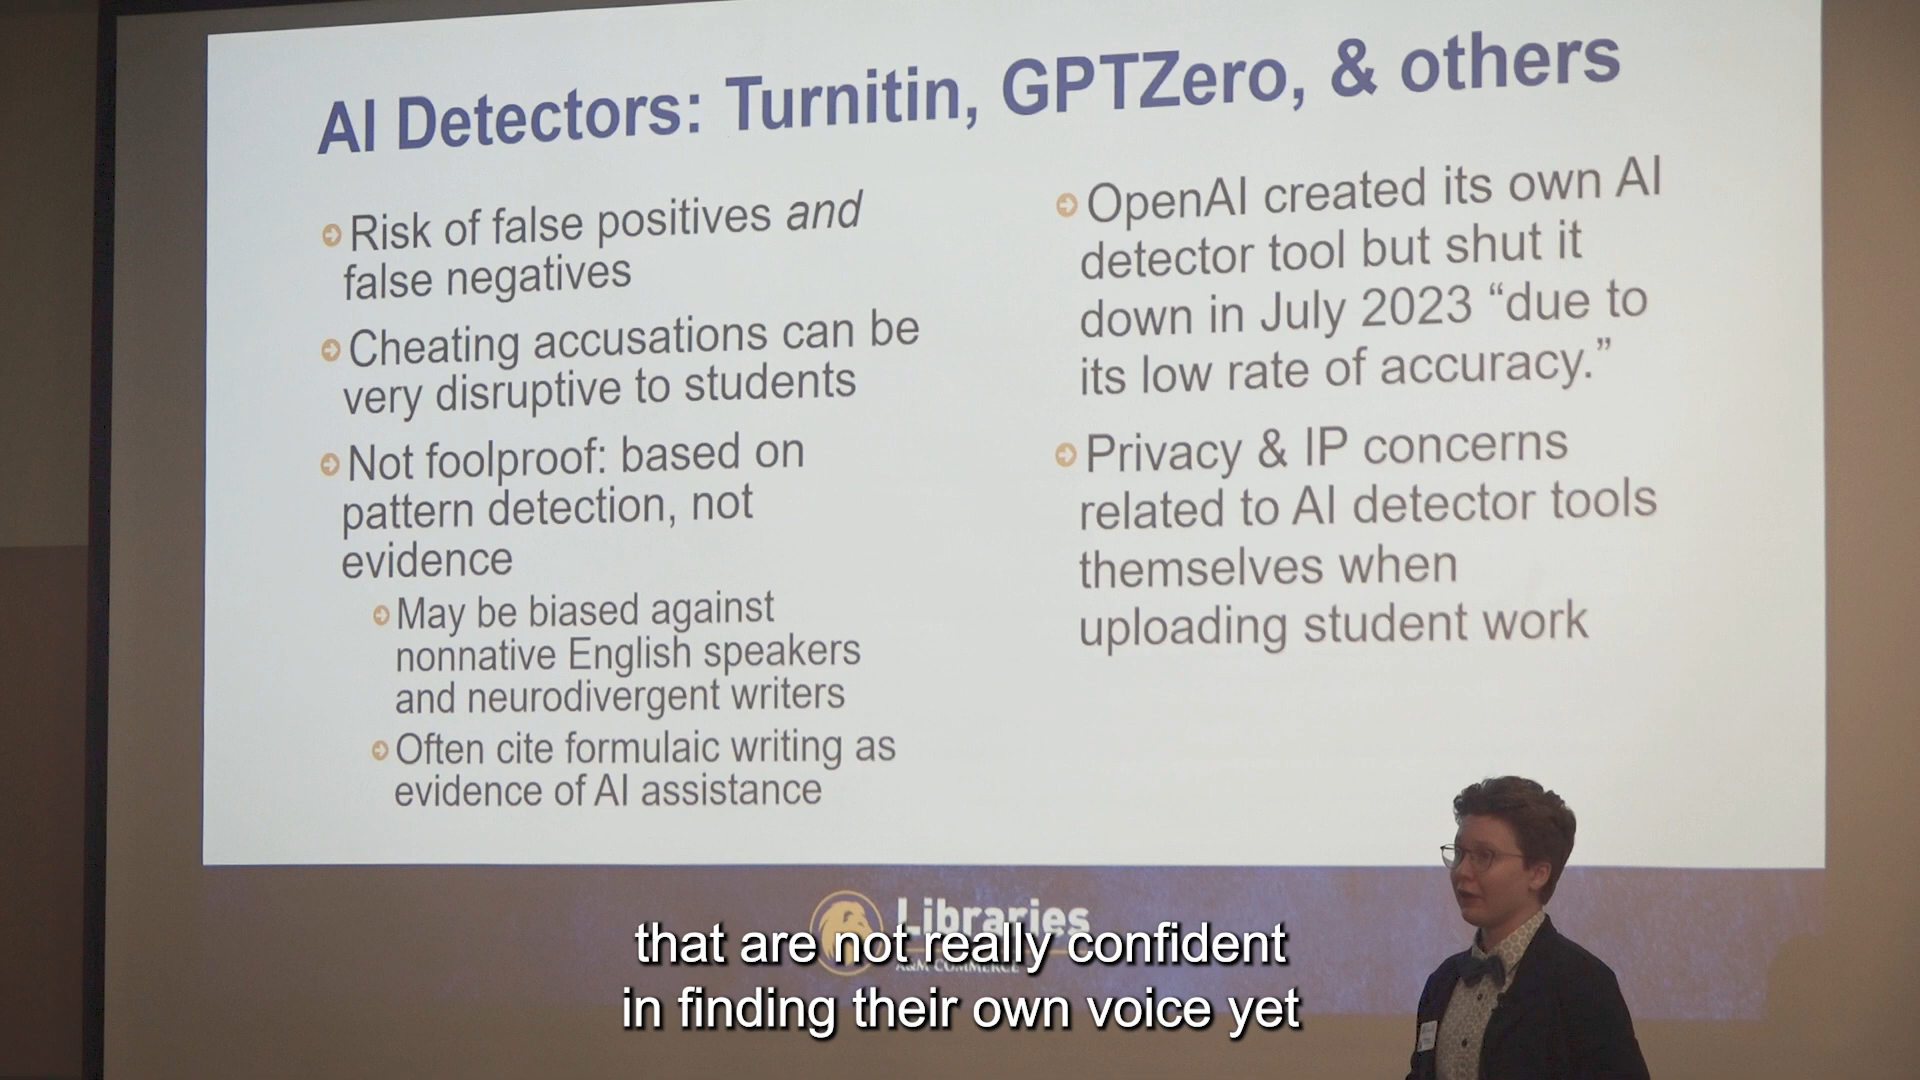 AI Detectors: Turnitin, GPTZero, & others
Risk of false positives and
false negatives
Cheating accusations can be
very disruptive to students
Not foolproof: based on
pattern detection, not
evidence
May be biased against
nonnative English speakers
and neurodivergent writers
Often cite formulaic writing as
evidence of AI assistance
OpenAI created its own AI
detector tool but shut it
down in July 2023 “due to
its low rate of accuracy.”
Privacy & IP concerns
related to AI detector tools
themselves when
uploading student work
Libraries
A&M-COMMERCE
that are not really confident
in finding their own voice yet